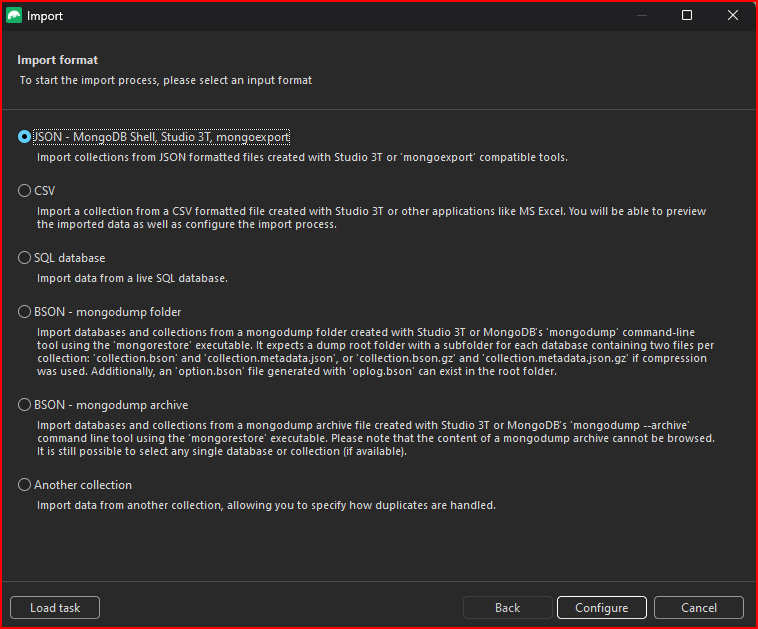 Import
Import format
To start the import process, please select an input format
JSON - MongoDB Shell, Studio 3T, mongoexport
Import collections from JSON formatted files created with Studio 3T or 'mongoexport' compatible tools.
CSV
Import a collection from a CSV formatted file created with Studio 3T or other applications like MS Excel. You will be able to preview
the imported data as well as configure the import process.
SQL database
Import data from a live SQL database.
BSON - mongodump folder
Import databases and collections from a mongodump folder created with Studio 3T or MongoDB's 'mongodump' command-line
tool using the 'mongorestore' executable. It expects a dump root folder with a subfolder for each database containing two files per
collection: 'collection.bson' and 'collection.metadata.json', or 'collection.bson.gz' and 'collection.metadata.json.gz' if compression
was used. Additionally, an 'option.bson' file generated with 'oplog.bson' can exist in the root folder.
BSON - mongodump archive
Import databases and collections from a mongodump archive file created with Studio 3T or MongoDB's 'mongodump --archive'
command line tool using the 'mongorestore' executable. Please note that the content of a mongodump archive cannot be browsed.
It is still possible to select any single database or collection (if available).
Another collection
Import data from another collection, allowing you to specify how duplicates are handled.
Load task
Back
Configure
Cancel